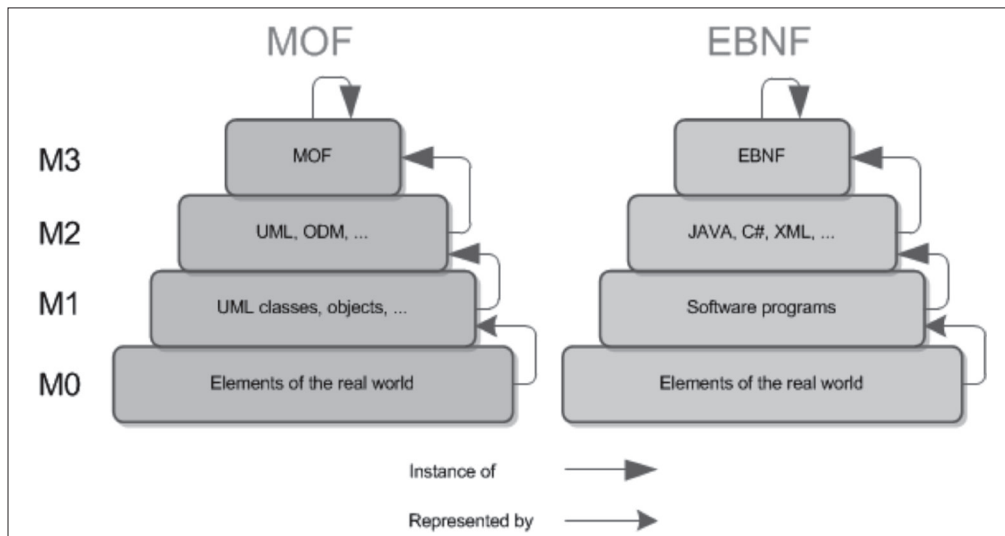 MOF
EBNF
M3
MOF
EBNF
M2
UML, ODM, ...
JAVA, C#, XML, ...
M1
UML classes, objects, ...
Software programs
M0
Elements of the real world
Elements of the real world
Instance of
Represented by